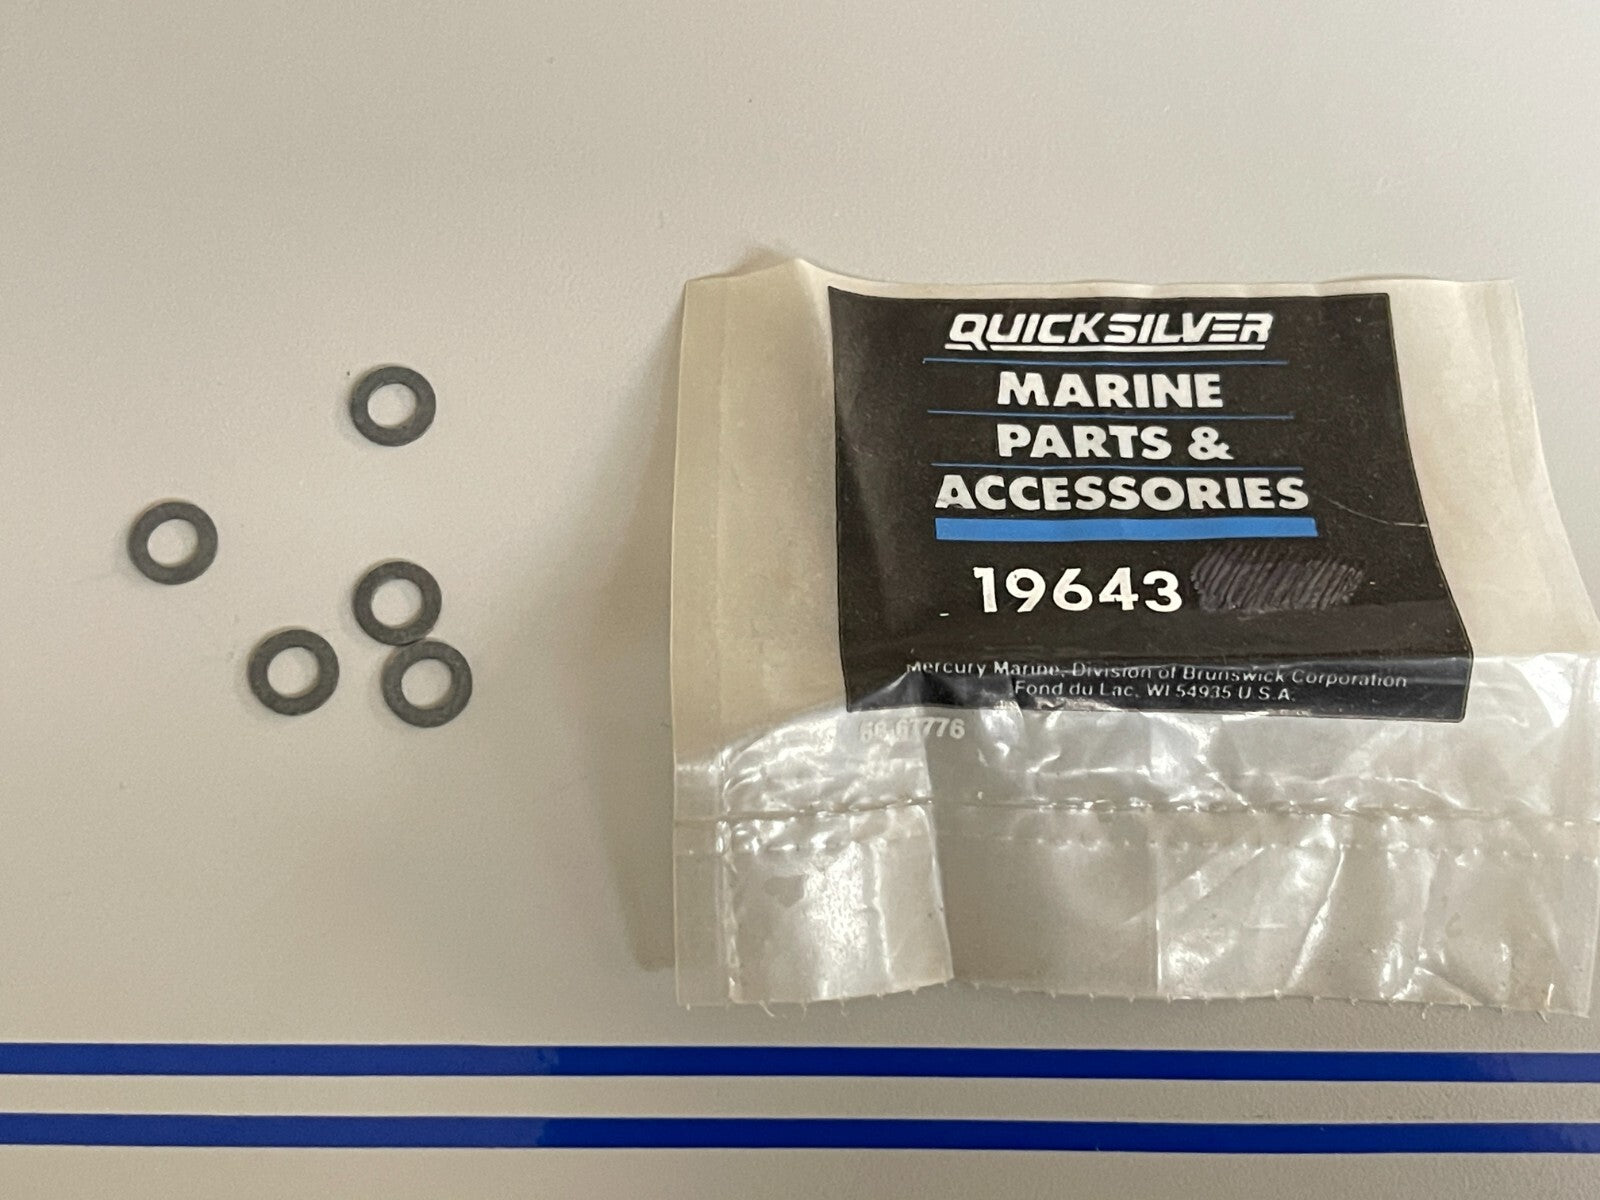 QUICKSILVER
MARINE
PARTS &
ACCESSORIES
19643
Mercury Marine, Division of Brunswick Corporation
Fond du Lac, WI 54935 U.S.A.